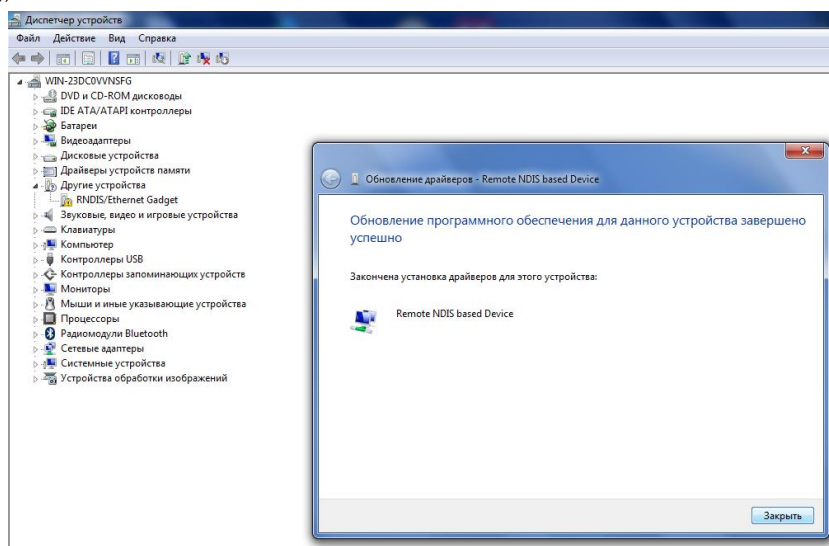 Диспетчер устройств
Файл Действие Вид Справка
WIN-23DC0VVNSFG
DVD и CD-ROM дисководы
IDE ATA/ATAPI контроллеры
Батареи
Видеоадаптеры
Дисковые устройства
Драйверы устройств памяти
Другие устройства
RNDIS/Ethernet Gadget
Звуковые, видео и игровые устройства
Клавиатуры
Компьютер
Контроллеры USB
Контроллеры запоминающих устройств
Мониторы
Мыши и иные указывающие устройства
Процессоры
Радиомодули Bluetooth
Сетевые адаптеры
Системные устройства
Устройства обработки изображений
Обновление драйверов - Remote NDIS based Device
Обновление программного обеспечения для данного устройства завершено
успешно
Закончена установка драйверов для этого устройства:
Remote NDIS based Device
Закрыть